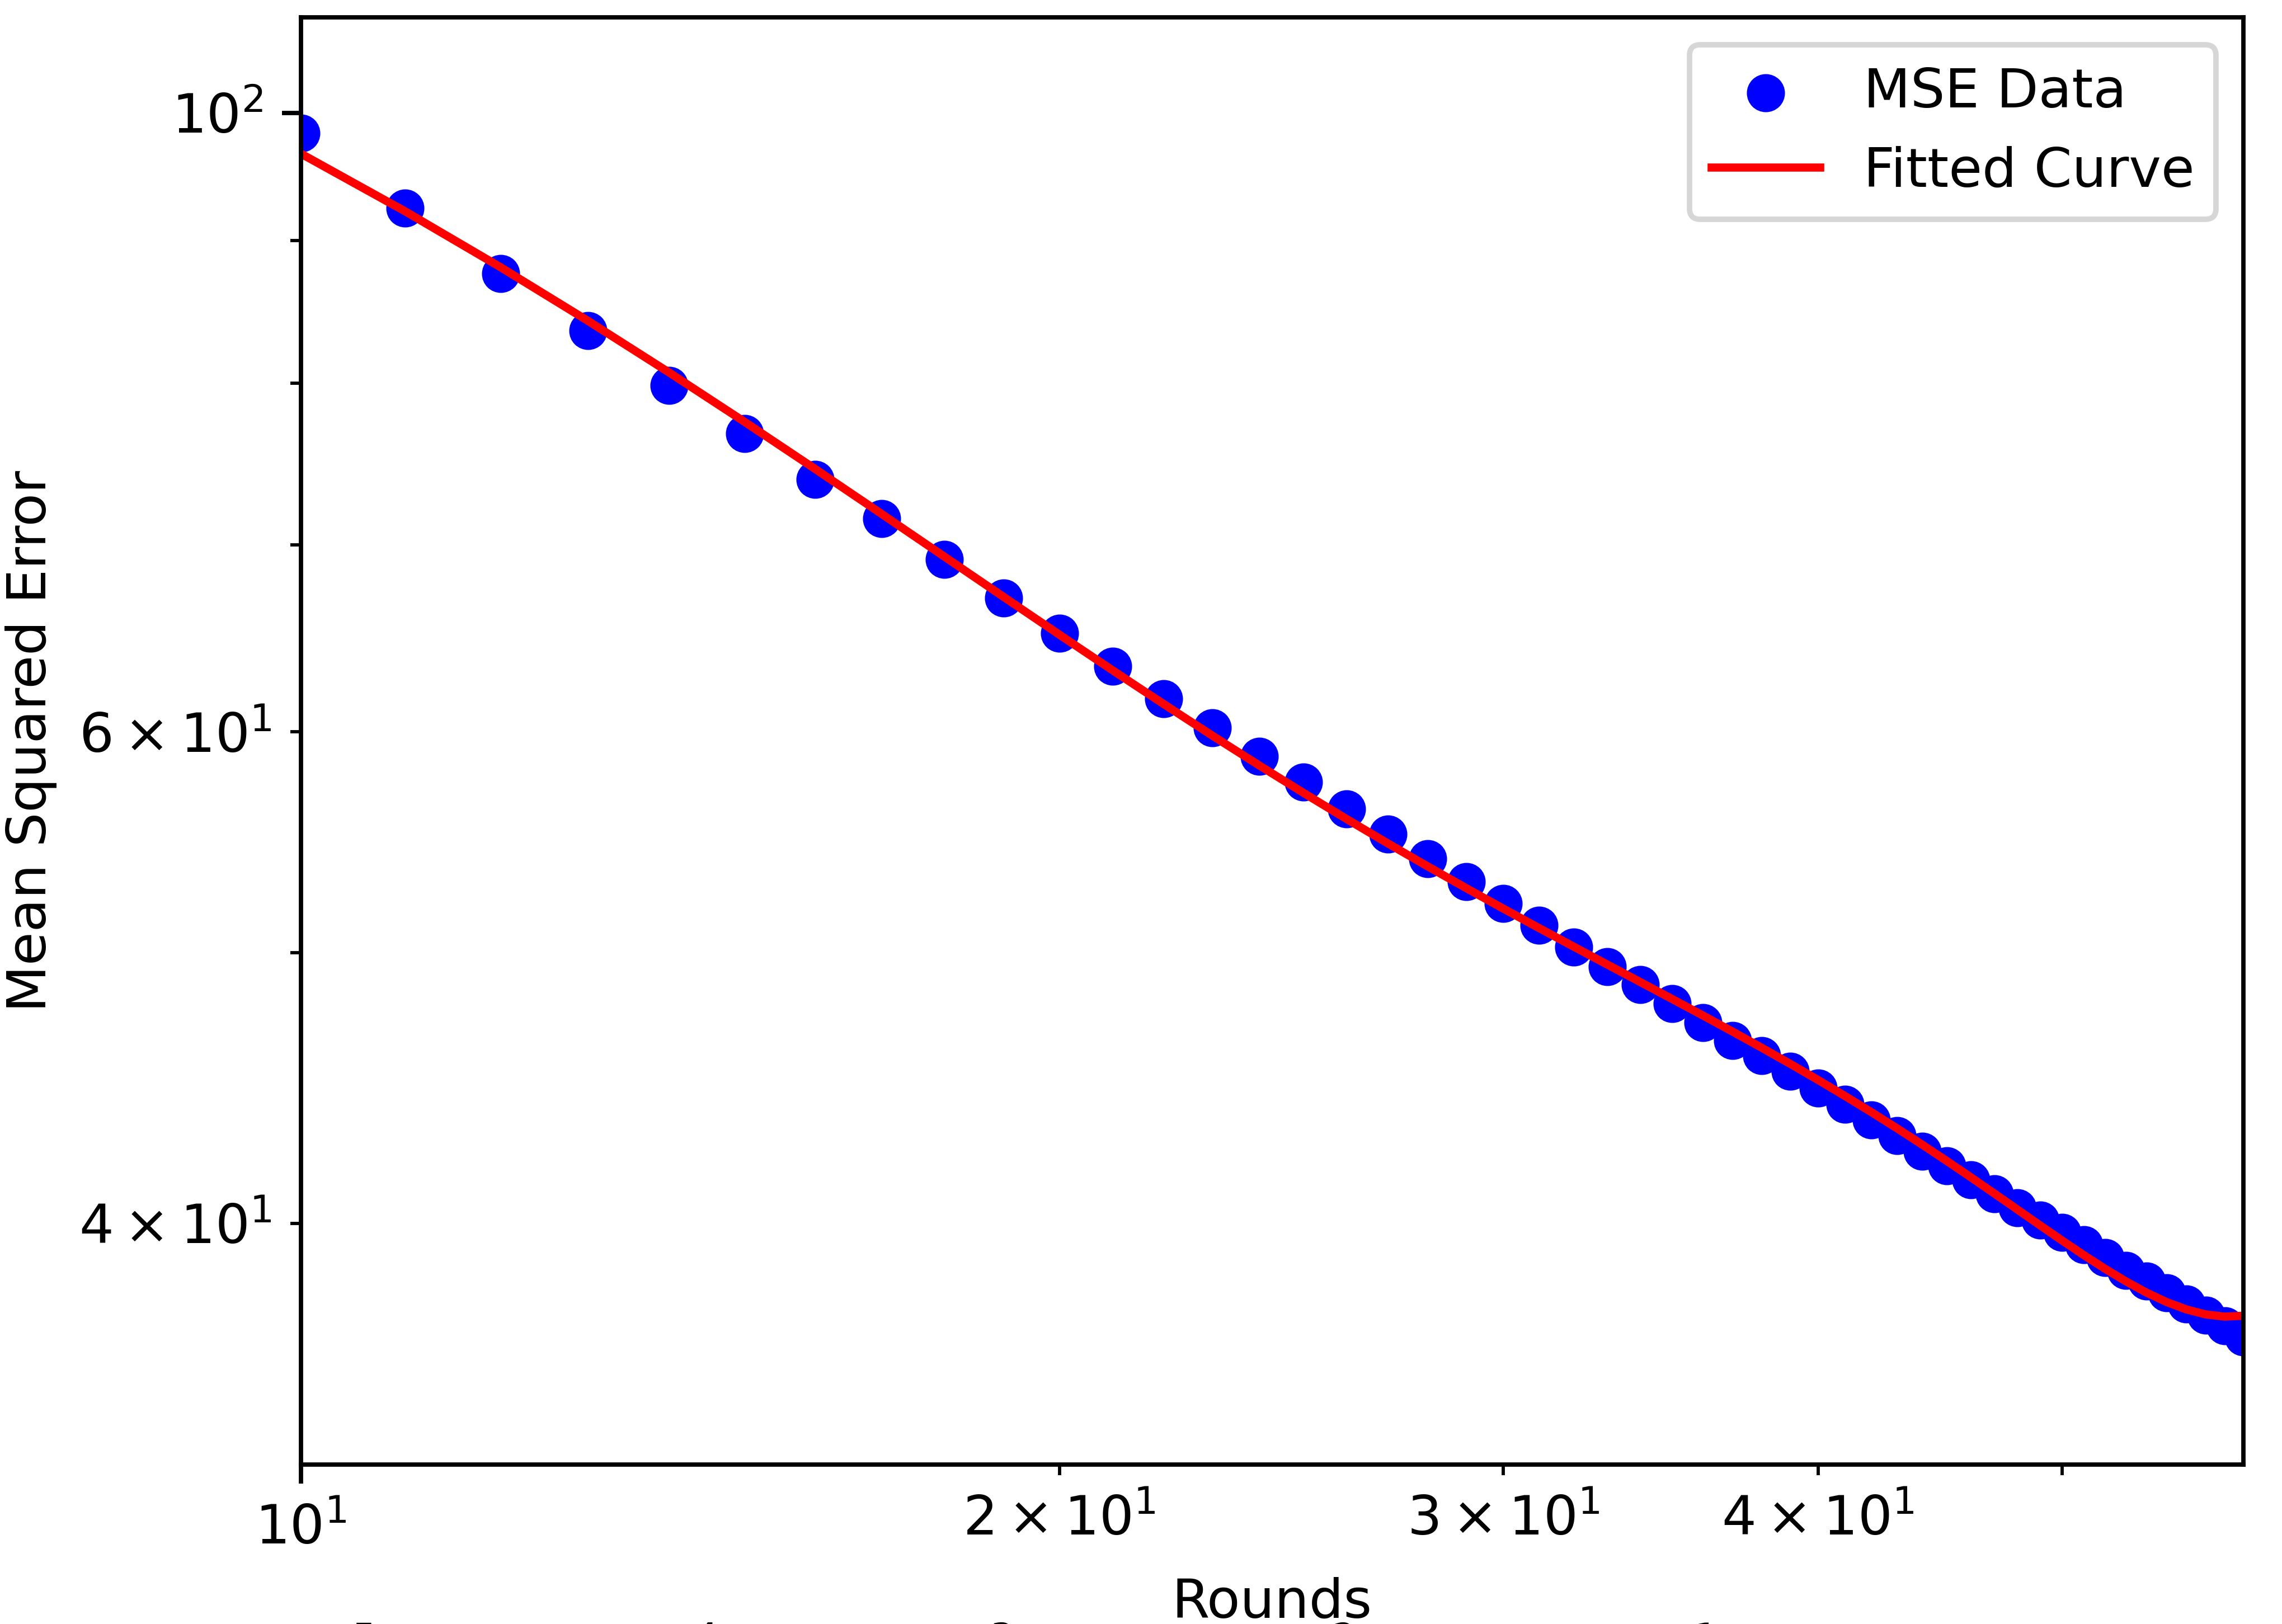 10²
6 × 10¹
4 × 10¹
Mean Squared Error
MSE Data
Fitted Curve
10¹
2 × 10¹
3 × 10¹
4 × 10¹
Rounds